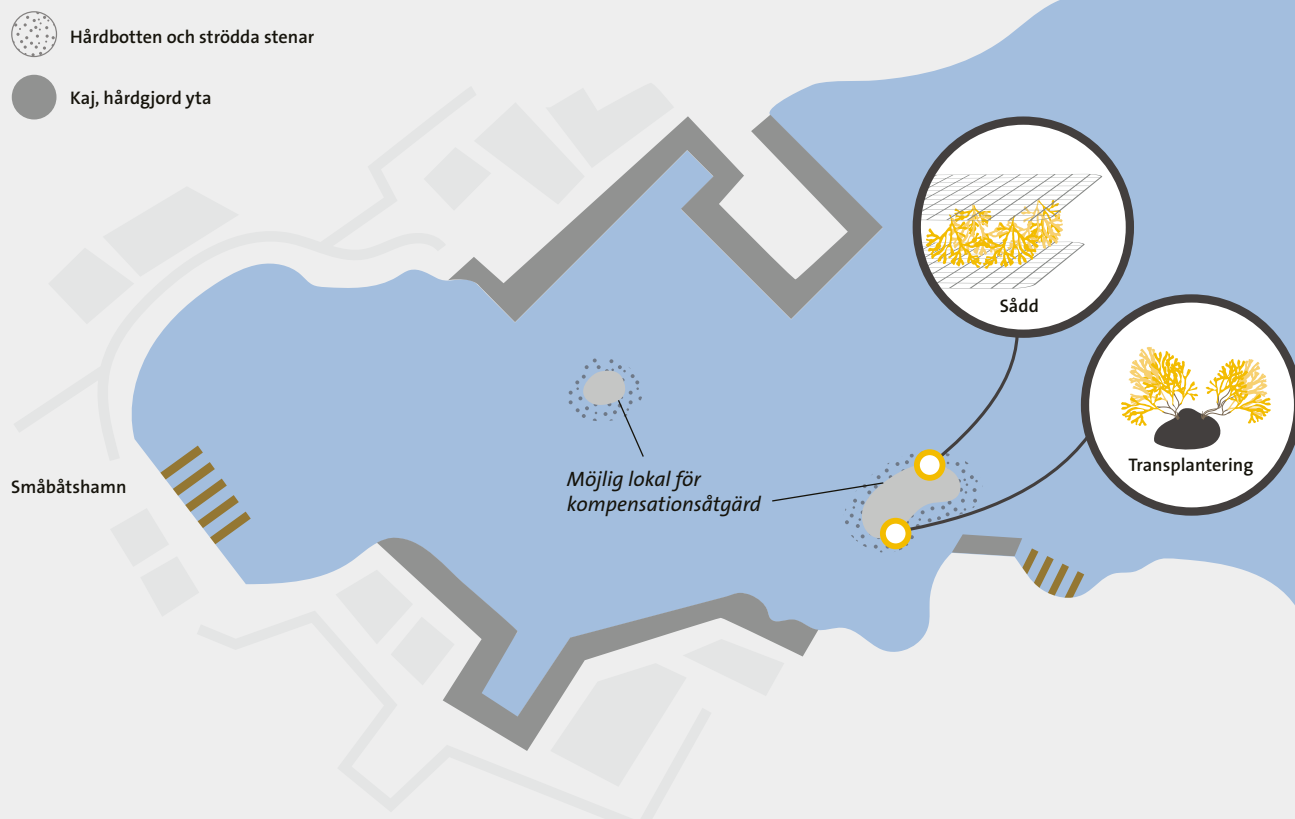 Hårdbotten och strödda stenar
Kaj, hårdgjord yta
Sådd
Transplantering
Möjlig lokal för
kompensationsåtgärd
Småbåtshamn